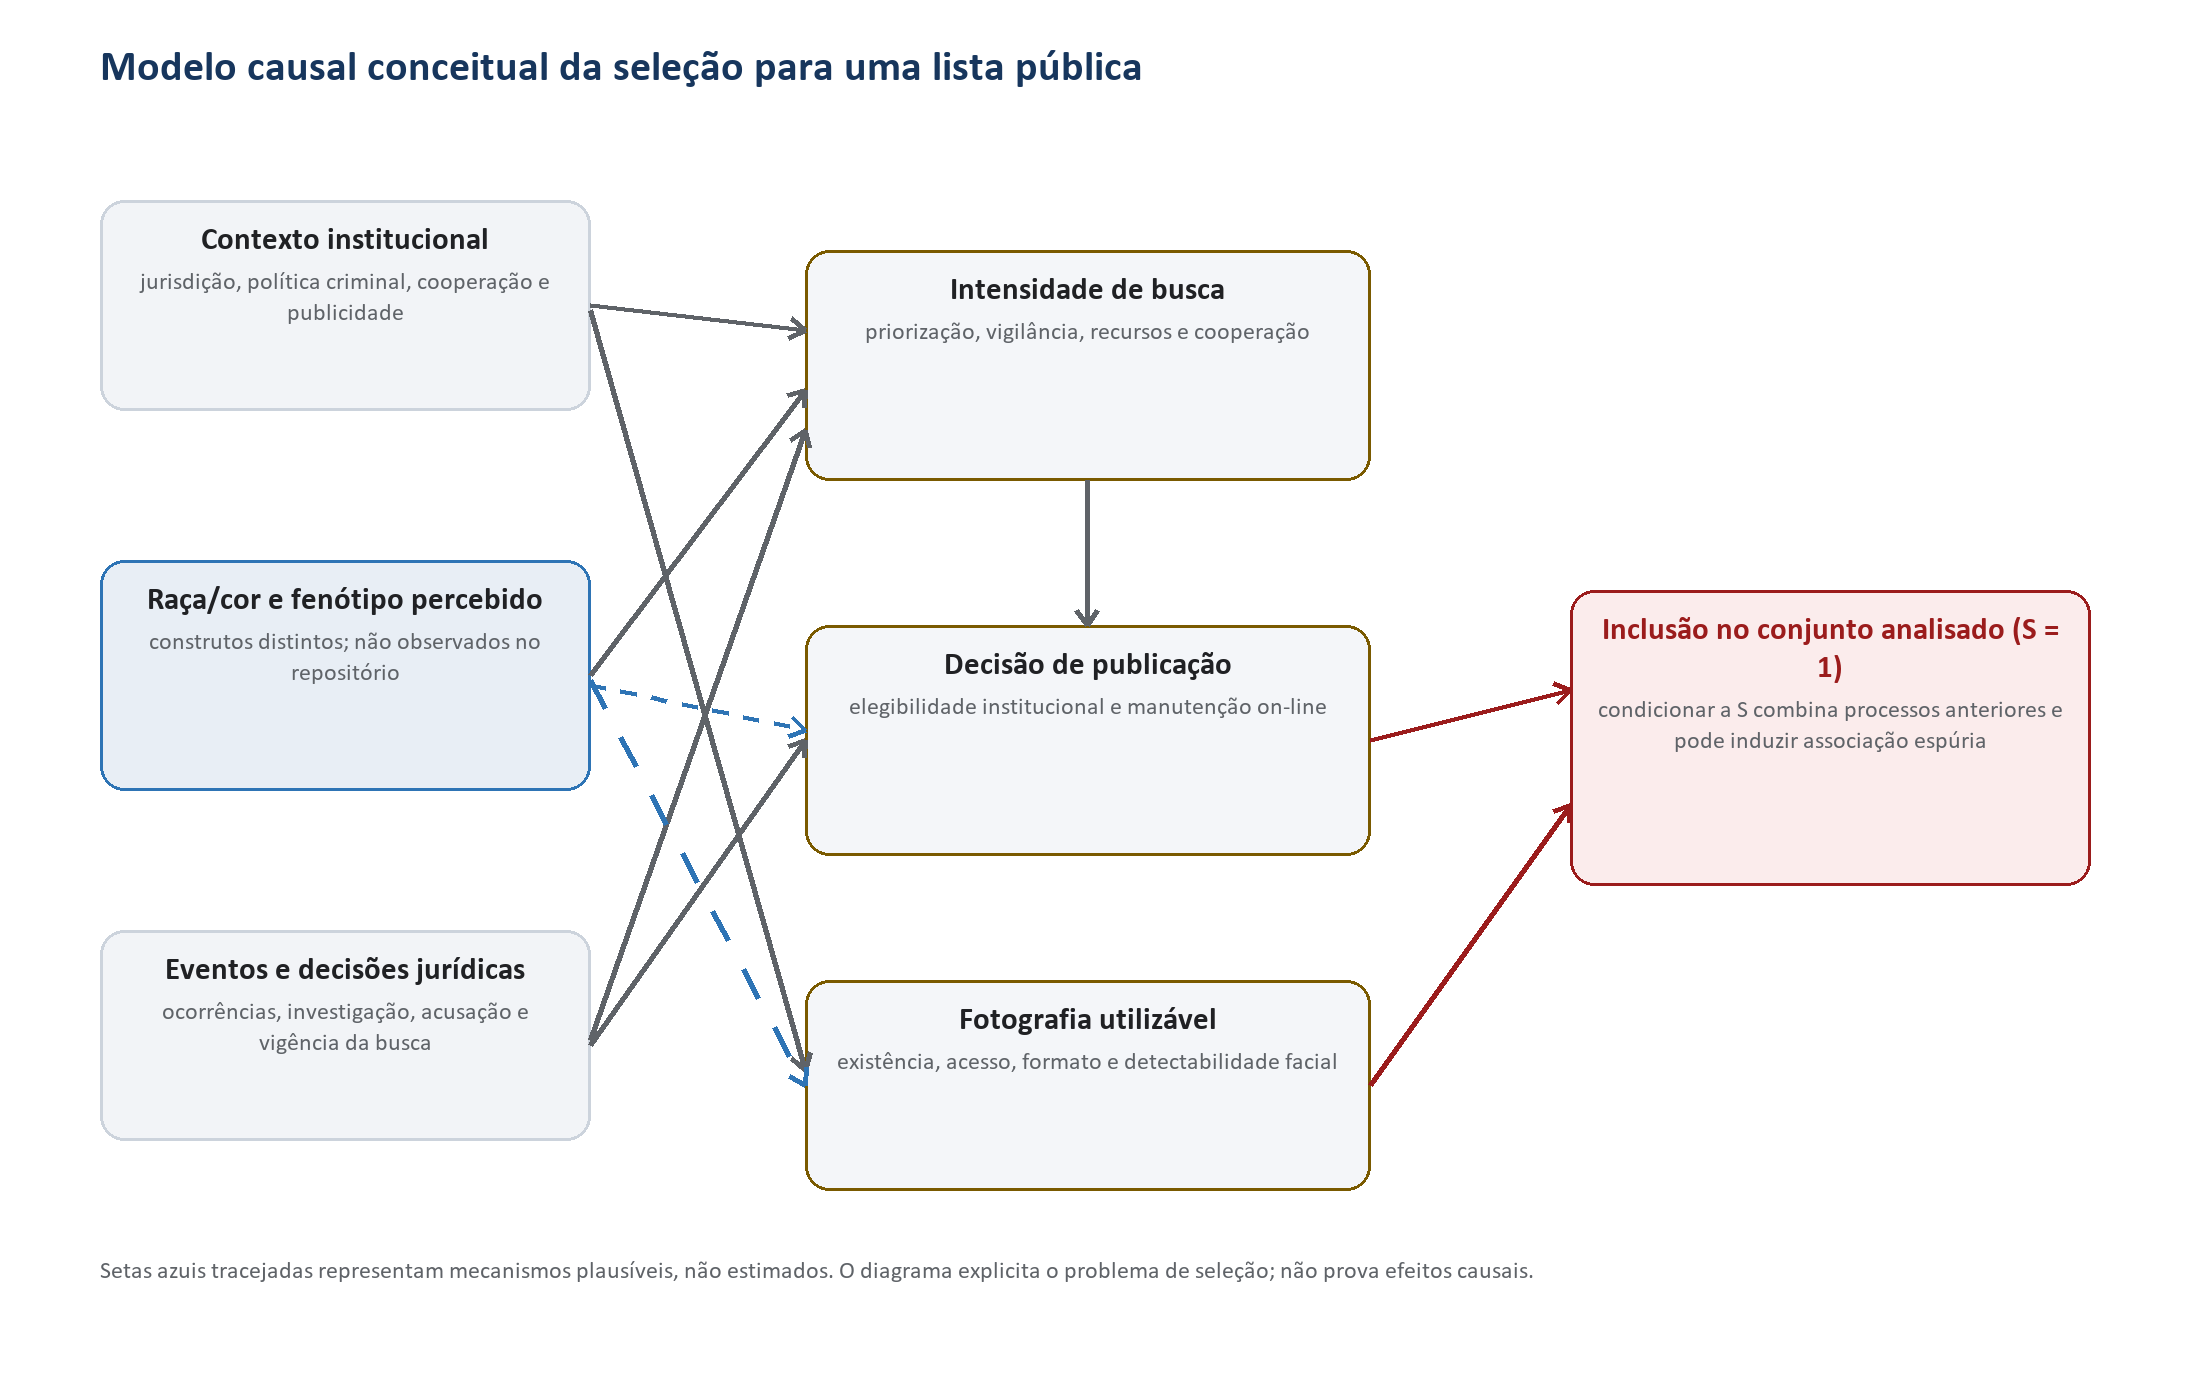 Modelo causal conceitual da seleção para uma lista pública
Contexto institucional
jurisdição, política criminal, cooperação e
publicidade
Intensidade de busca
priorização, vigilância, recursos e cooperação
Raça/cor e fenótipo percebido
construtos distintos; não observados no
repositório
Decisão de publicação
elegibilidade institucional e manutenção on-line
Inclusão no conjunto analisado (S =
1)
condicionar a S combina processos anteriores e
pode induzir associação espúria
Eventos e decisões jurídicas
ocorrências, investigação, acusação e
vigência da busca
Fotografia utilizável
existência, acesso, formato e detectabilidade facial
Setas azuis tracejadas representam mecanismos plausíveis, não estimados. O diagrama explicita o problema de seleção; não prova efeitos causais.